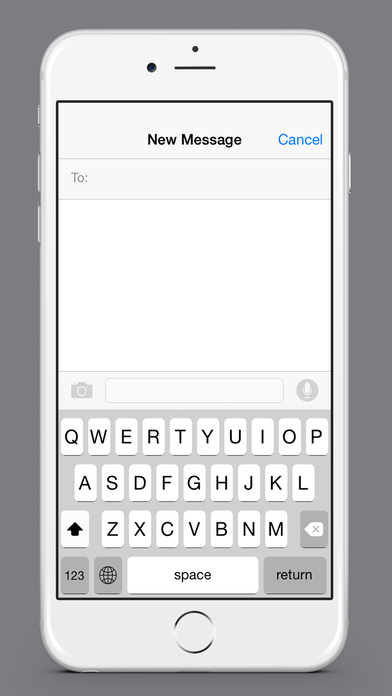 New Message Cancel
To:
Q W E R T Y U I O P
A S D F G H J K L
Z X C V B N M
123 space return